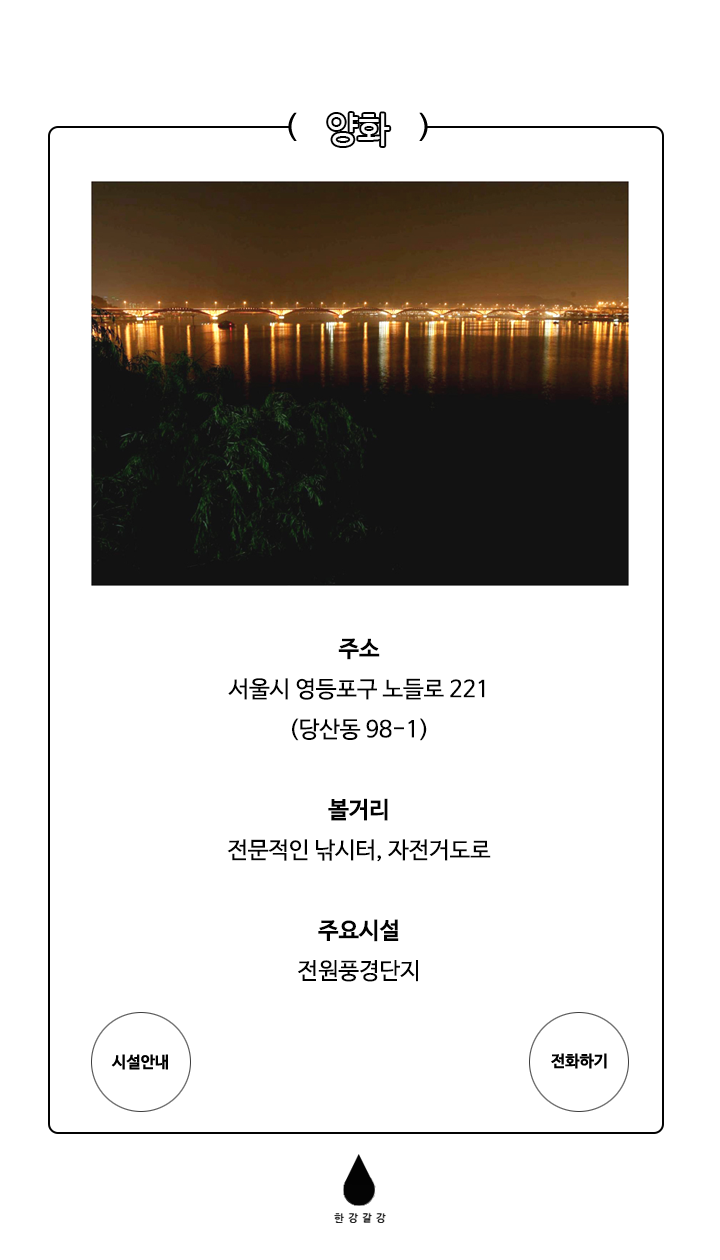 ( 양화 )
주소
서울시 영등포구 노들로 221
(당산동 98-1)
볼거리
전문적인 낚시터, 자전거도로
주요시설
전원풍경단지
시설안내
전화하기
한강갈강